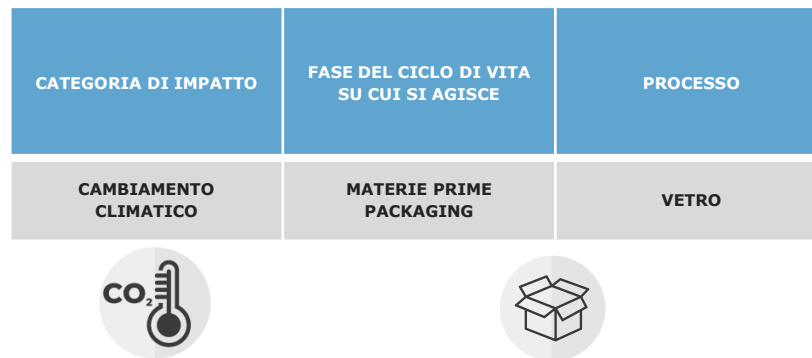 CATEGORIA DI IMPATTO
FASE DEL CICLO DI VITA
SU CUI SI AGISCE
PROCESSO
CAMBIAMENTO
CLIMATICO
MATERIE PRIME
PACKAGING
VETRO
CO₂